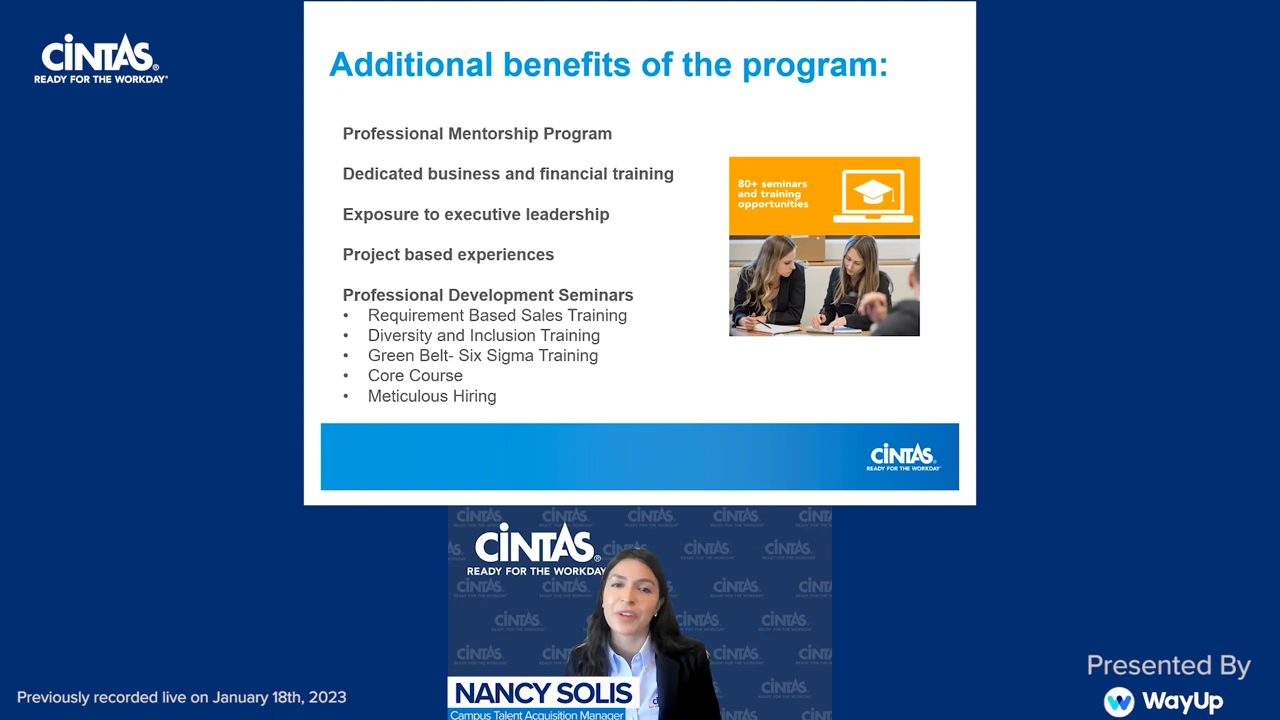 CiNTAS®
READY FOR THE WORKDAY®
Additional benefits of the program:
Professional Mentorship Program
Dedicated business and financial training
Exposure to executive leadership
Project based experiences
Professional Development Seminars
• Requirement Based Sales Training
• Diversity and Inclusion Training
• Green Belt- Six Sigma Training
• Core Course
• Meticulous Hiring
80+ seminars
and training
opportunities
CiNTAS®
READY FOR THE WORKDAY®
CiNTAS®
READY FOR THE WORKDAY
NANCY SOLIS
Campus Talent Acquisition Manager
Previously recorded live on January 18th, 2023
Presented By
WayUp